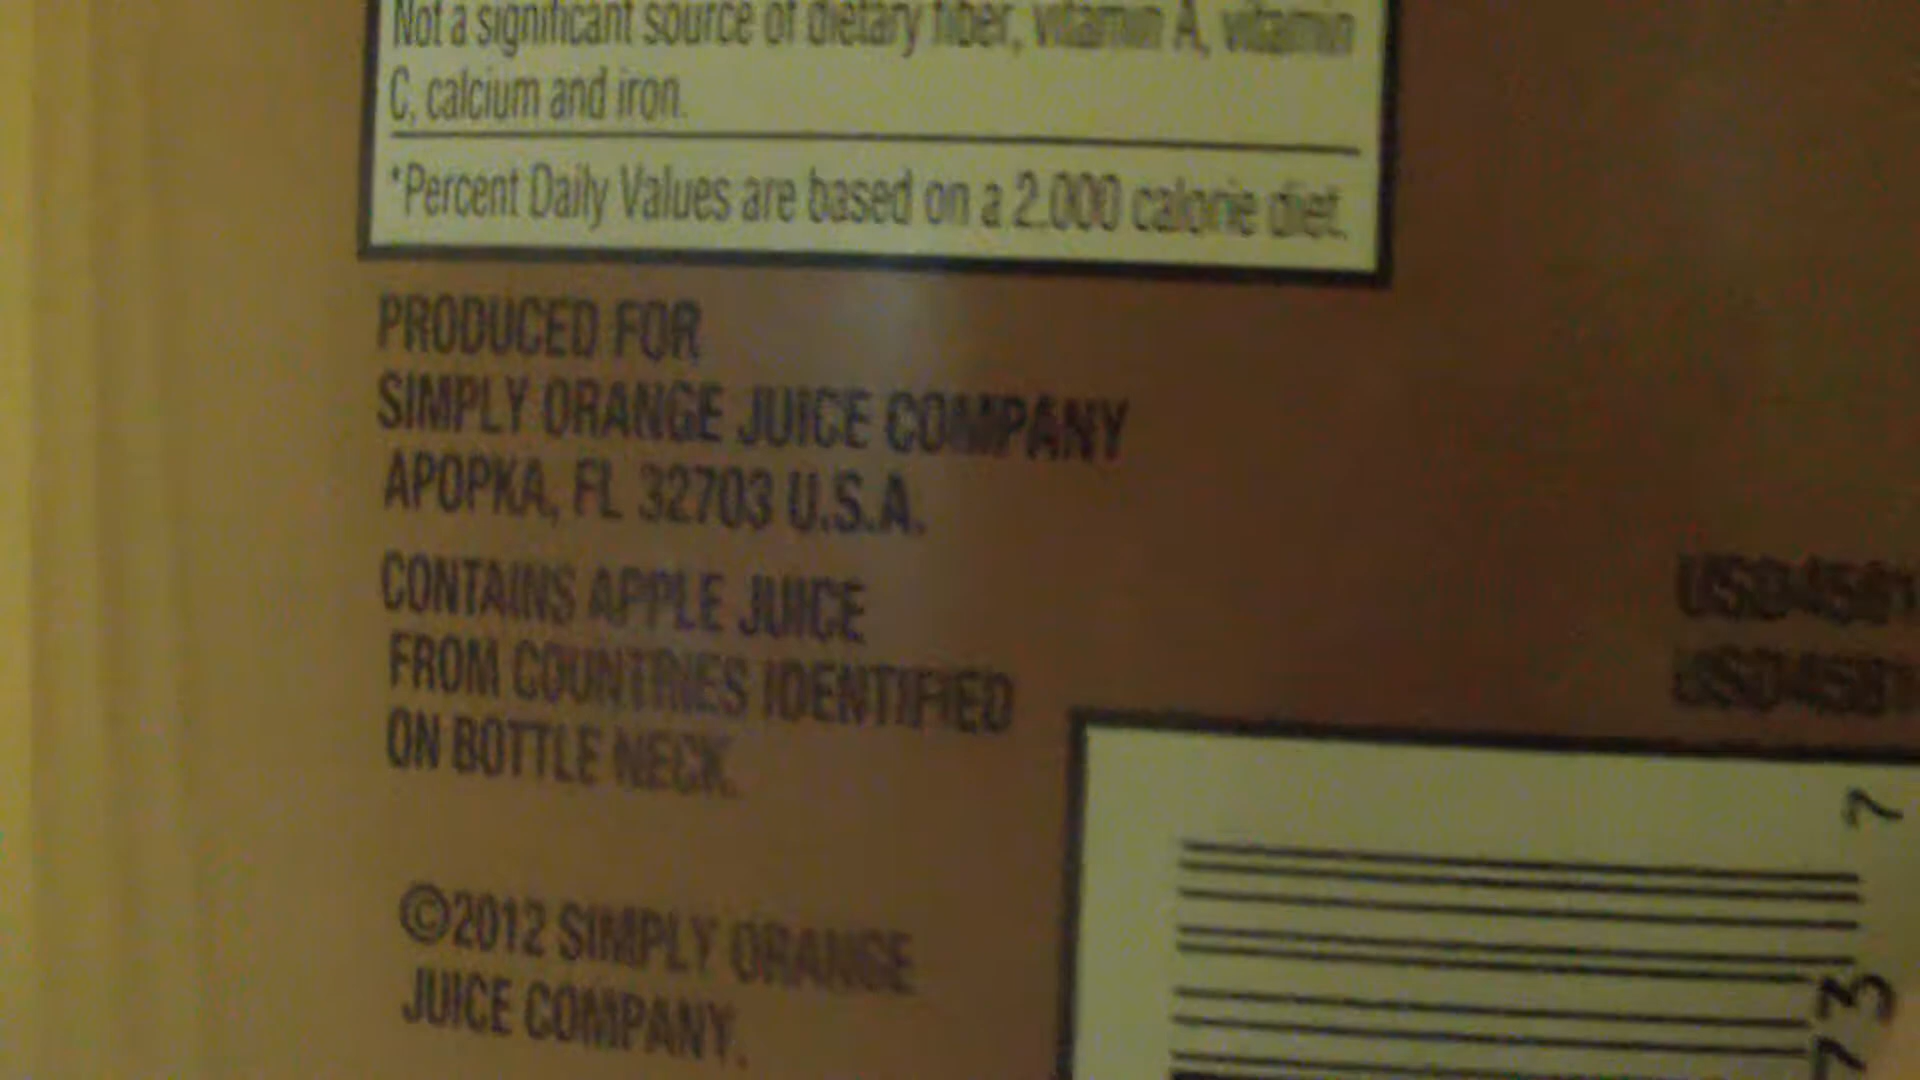 Not a significant source of dietary fiber, vitamin A, vitamin
C, calcium and iron.
*Percent Daily Values are based on a 2,000 calorie diet.
PRODUCED FOR
SIMPLY ORANGE JUICE COMPANY
APOPKA, FL 32703 U.S.A.
CONTAINS APPLE JUICE
FROM COUNTRIES IDENTIFIED
ON BOTTLE NECK.
©2012 SIMPLY ORANGE
JUICE COMPANY.
7
73